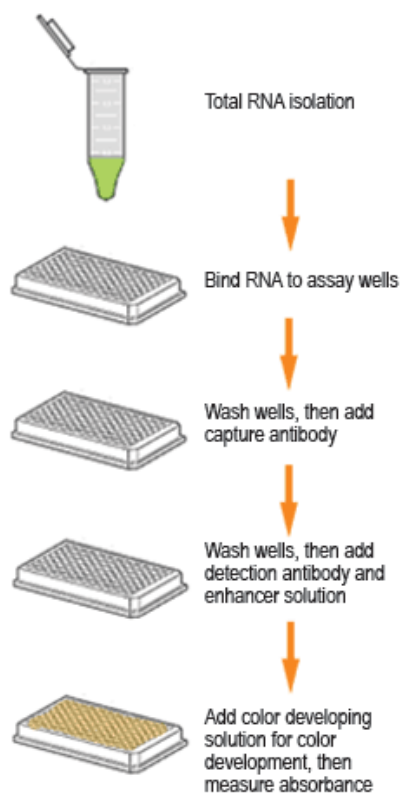 Total RNA isolation
Bind RNA to assay wells
Wash wells, then add
capture antibody
Wash wells, then add
detection antibody and
enhancer solution
Add color developing
solution for color
development, then
measure absorbance